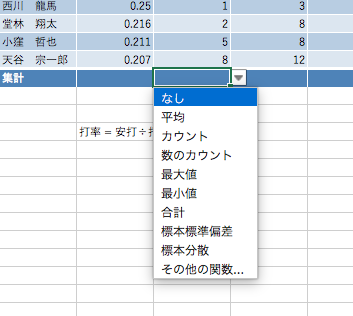 西川　龍馬 0.25 1 3
堂林　翔太 0.216 2 8
小窪　哲也 0.211 5 8
天谷　宗一郎 0.207 8 12
集計
なし
平均
打率 = 安打÷
カウント
数のカウント
最大値
最小値
合計
標本標準偏差
標本分散
その他の関数...